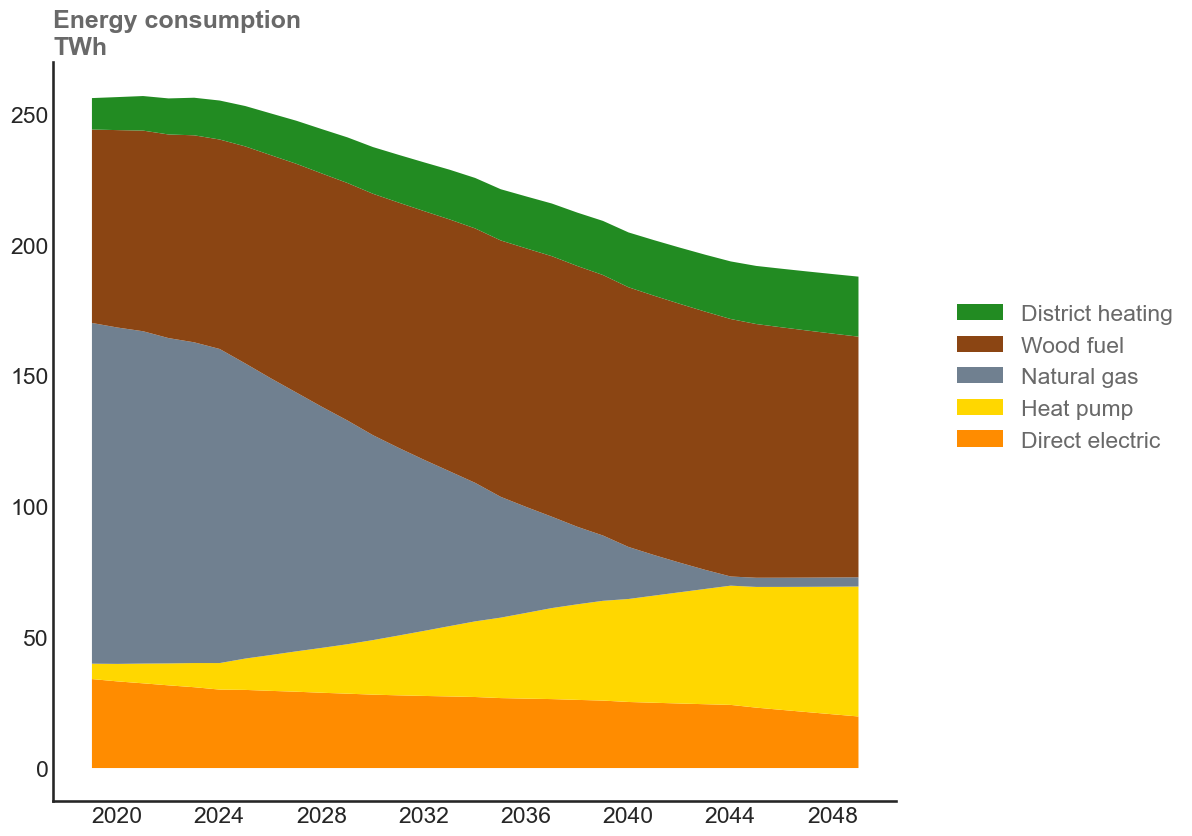 Energy consumption
TWh
250
200
150
100
50
0
2020 2024 2028 2032 2036 2040 2044 2048
District heating
Wood fuel
Natural gas
Heat pump
Direct electric